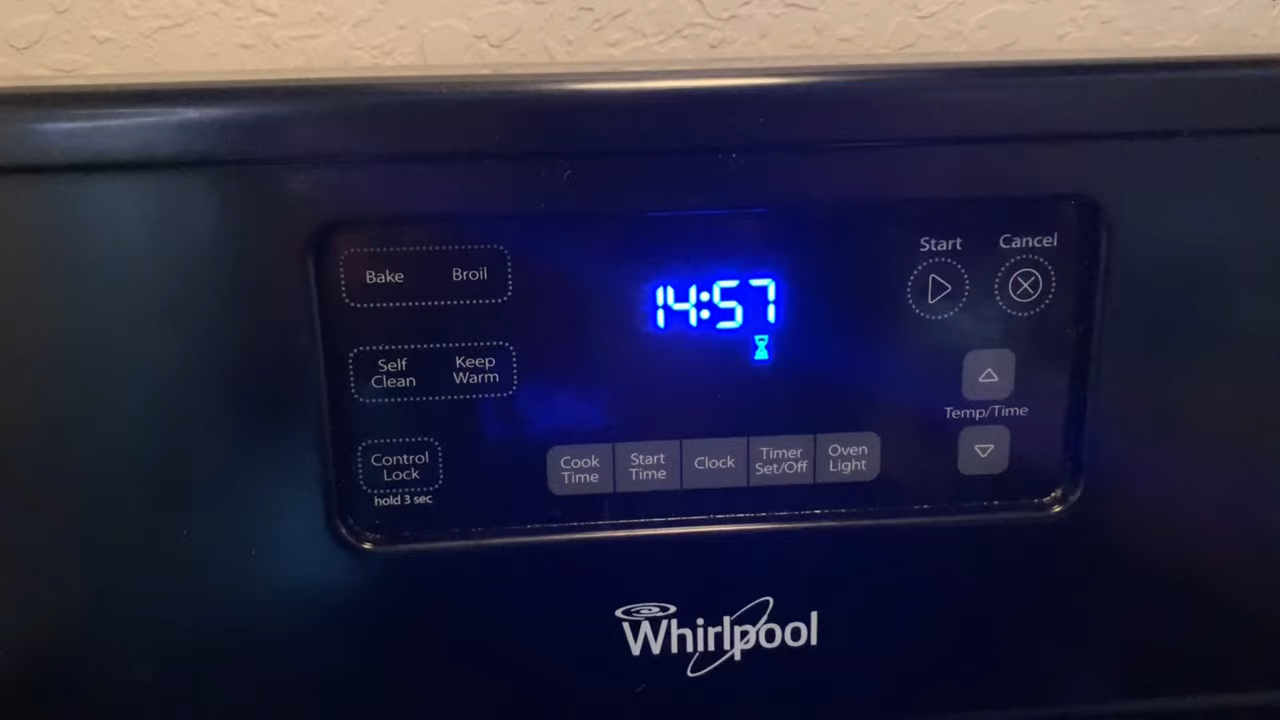 Bake Broil
14:57
Start Cancel
Self Clean
Keep Warm
Temp/Time
Control Lock
hold 3 sec
Cook Time
Start Time
Clock
Timer Set/Off
Oven Light
Whirlpool